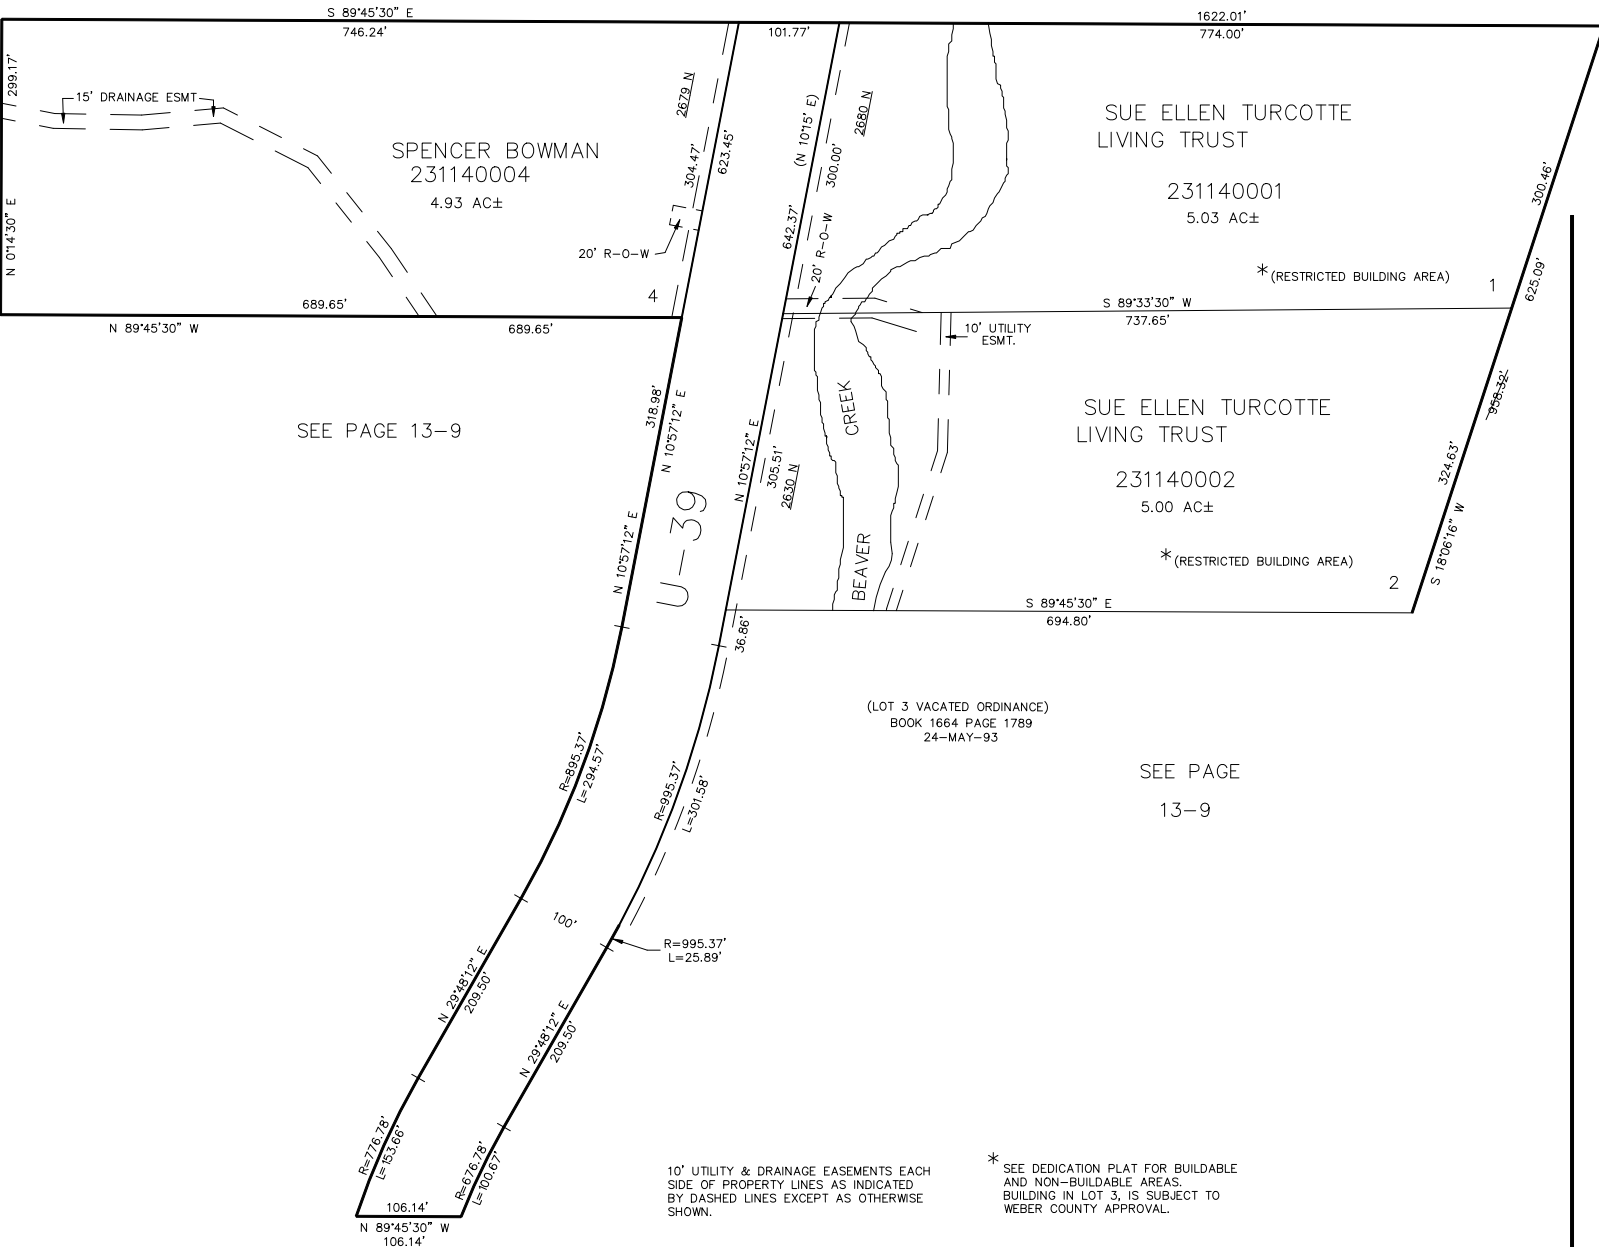 S 89°45'30" E
746.24'
101.77'
1622.01'
774.00'
299.17'
15' DRAINAGE ESMT
N 0°14'30" E
SPENCER BOWMAN
231140004
4.93 AC±
2679 N
304.47'
623.45'
20' R-O-W
4
689.65'
N 89°45'30" W
689.65'
(N 10°15' E)
2680 N
300.00'
642.37'
20' R-O-W
SUE ELLEN TURCOTTE
LIVING TRUST
231140001
5.03 AC±
*(RESTRICTED BUILDING AREA)
1
300.46'
625.09'
S 89°33'30" W
737.65'
10' UTILITY
ESMT.
SEE PAGE 13-9
318.98'
N 10°57'12" E
N 10°57'12" E
U-39
N 10°57'12" E
305.51'
2630 N
CREEK
BEAVER
SUE ELLEN TURCOTTE
LIVING TRUST
231140002
5.00 AC±
*(RESTRICTED BUILDING AREA)
2
958.32'
324.63'
S 18°06'16" W
S 89°45'30" E
694.80'
36.86'
(LOT 3 VACATED ORDINANCE)
BOOK 1664 PAGE 1789
24-MAY-93
SEE PAGE
13-9
R=895.37'
L=294.57'
R=995.37'
L=301.58'
100'
R=995.37'
L=25.89'
N 29°48'12" E
209.50'
N 29°48'12" E
209.50'
R=776.78'
L=153.66'
R=676.78'
L=100.67'
106.14'
N 89°45'30" W
106.14'
10' UTILITY & DRAINAGE EASEMENTS EACH
SIDE OF PROPERTY LINES AS INDICATED
BY DASHED LINES EXCEPT AS OTHERWISE
SHOWN.
* SEE DEDICATION PLAT FOR BUILDABLE
AND NON-BUILDABLE AREAS.
BUILDING IN LOT 3, IS SUBJECT TO
WEBER COUNTY APPROVAL.